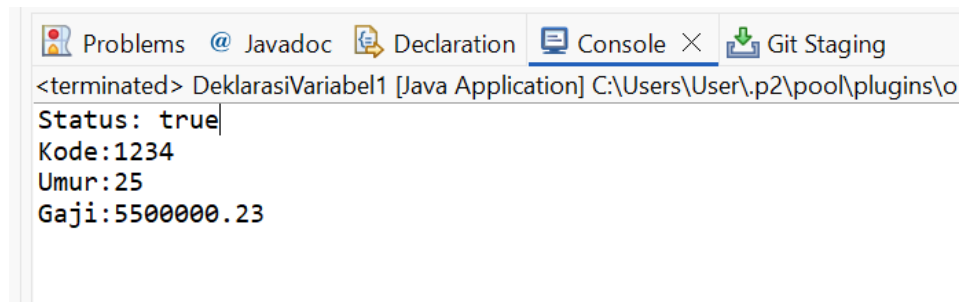 Problems @ Javadoc Declaration Console Git Staging
<terminated> DeklarasiVariabel1 [Java Application] C:\Users\User\.p2\pool\plugins\o
Status: true
Kode:1234
Umur:25
Gaji:5500000.23